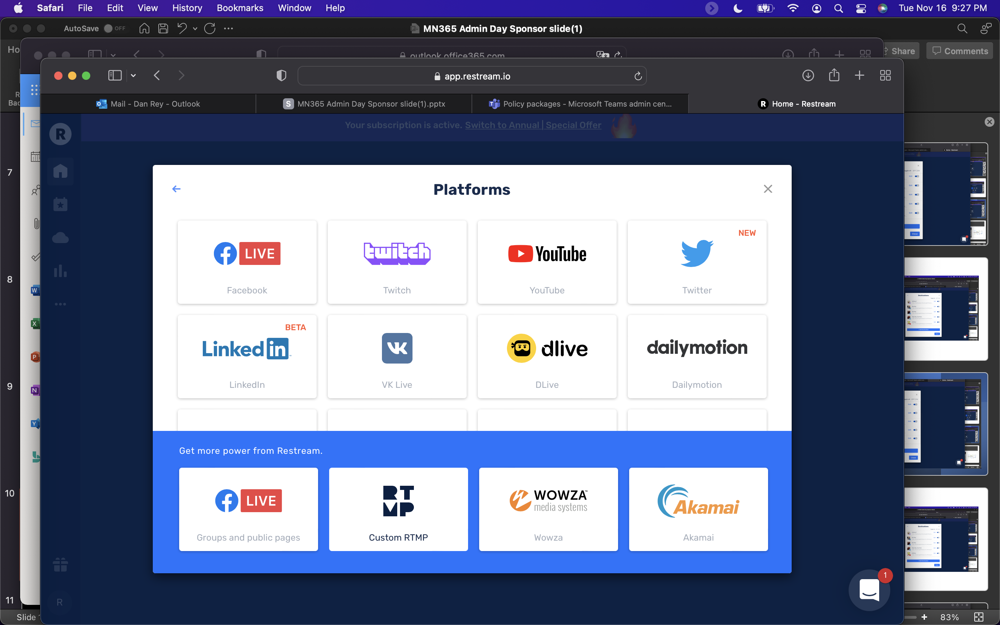 Safari File Edit View History Bookmarks Window Help Tue Nov 16 9:27 PM
AutoSave OFF MN365 Admin Day Sponsor slide(1)
outlook.office365.com
Share Comments
app.restream.io
Mail - Dan Rey - Outlook
S MN365 Admin Day Sponsor slide(1).pptx
Policy packages - Microsoft Teams admin cen...
R Home - Restream
R
Your subscription is active. Switch to Annual | Special Offer
Platforms
LIVE
Facebook
twitch
Twitch
YouTube
YouTube
NEW
Twitter
BETA
LinkedIn
LinkedIn
VK
VK Live
dlive
DLive
dailymotion
Dailymotion
Get more power from Restream.
LIVE
Groups and public pages
RT
MP
Custom RTMP
WOWZA™
media systems
Wowza
Akamai
Akamai
1
R
7
8
9
10
11
Slide
83%